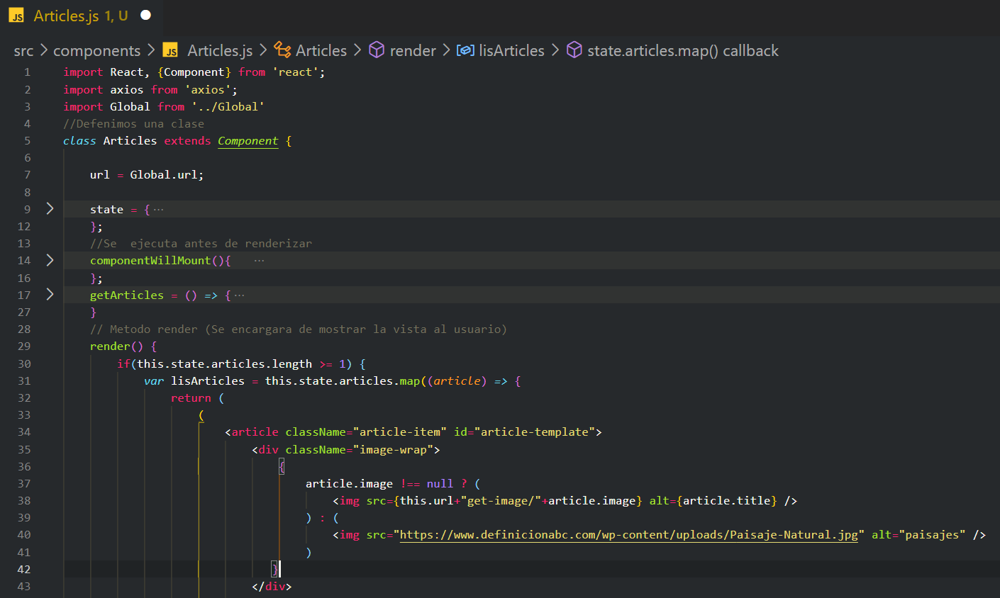 JS Articles.js 1, U
src > components > JS Articles.js > Articles > render > lisArticles > state.articles.map() callback
1 import React, {Component} from 'react';
2 import axios from 'axios';
3 import Global from '../Global'
4 //Defenimos una clase
5 class Articles extends Component {
6
7 url = Global.url;
8
9 state = { ···
12 };
13 //Se  ejecuta antes de renderizar
14 componentWillMount(){ ···
16 };
17 getArticles = () => { ···
27 }
28 // Metodo render (Se encargara de mostrar la vista al usuario)
29 render() {
30 if(this.state.articles.length >= 1) {
31 var lisArticles = this.state.articles.map((article) => {
32 return (
33 (
34 <article className="article-item" id="article-template">
35 <div className="image-wrap">
36 {
37 article.image !== null ? (
38 <img src={this.url+"get-image/"+article.image} alt={article.title} />
39 ) : (
40 <img src="https://www.definicionabc.com/wp-content/uploads/Paisaje-Natural.jpg" alt="paisajes" />
41 )
42 }
43 </div>